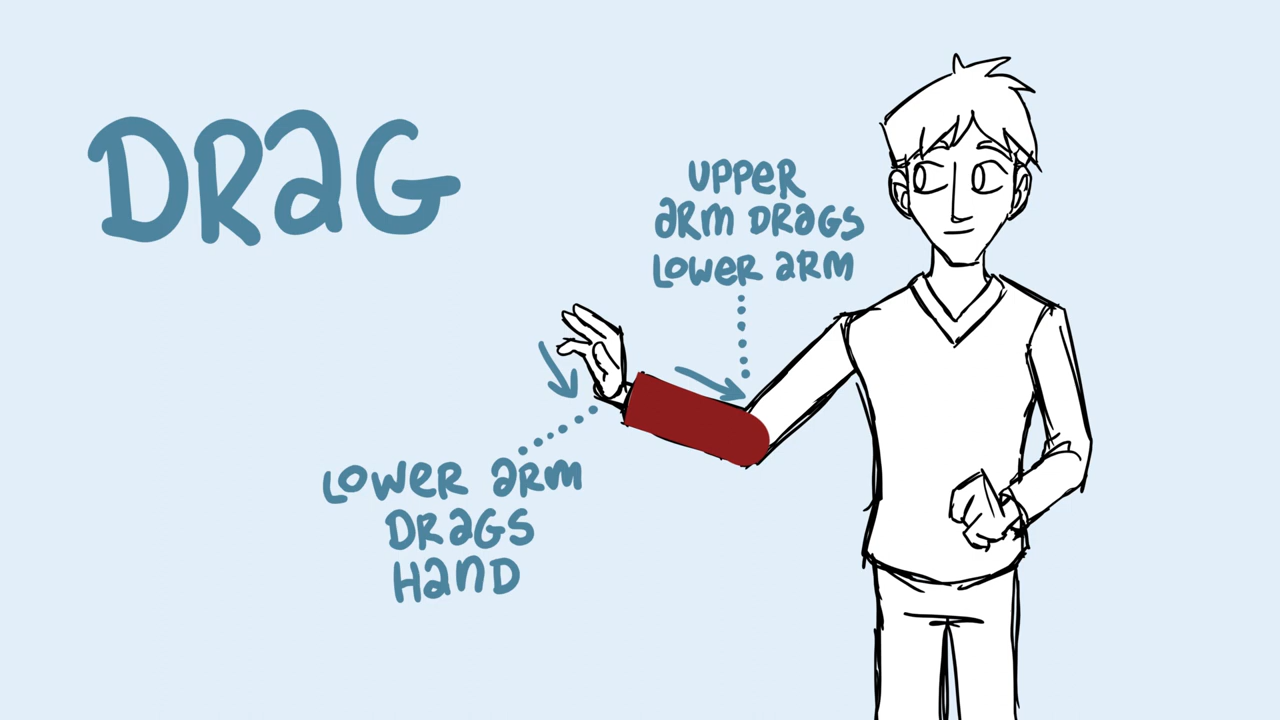 DRaG
UPPeR
aRM DRaGS
LOWeR aRM
LOWeR aRM
DRaGS
HanD